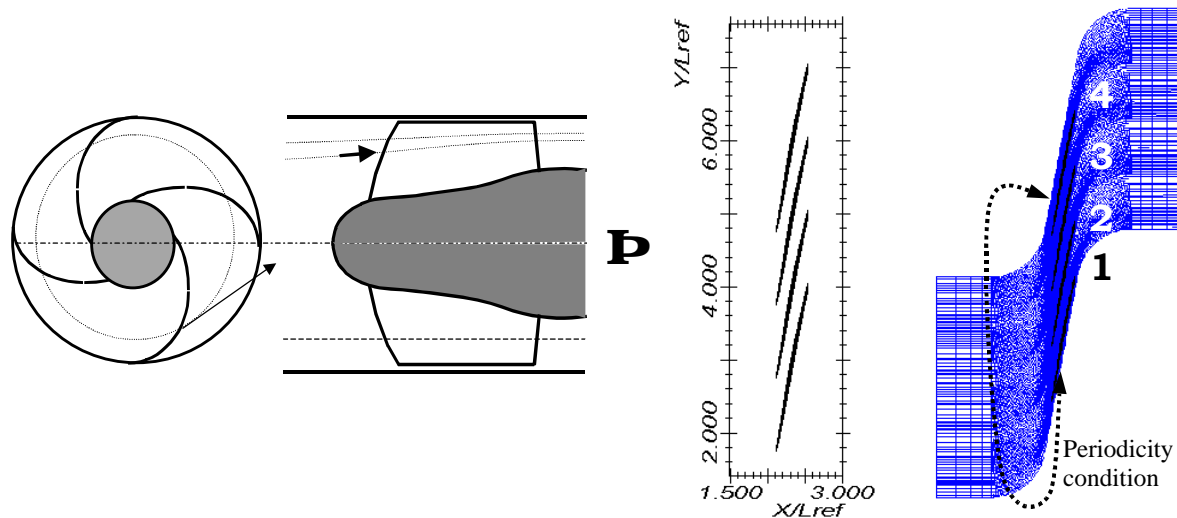 Þ
Y/Lref
6.000
4.000
2.000
1.500
3.000
X/Lref
4
3
2
1
Periodicity
condition